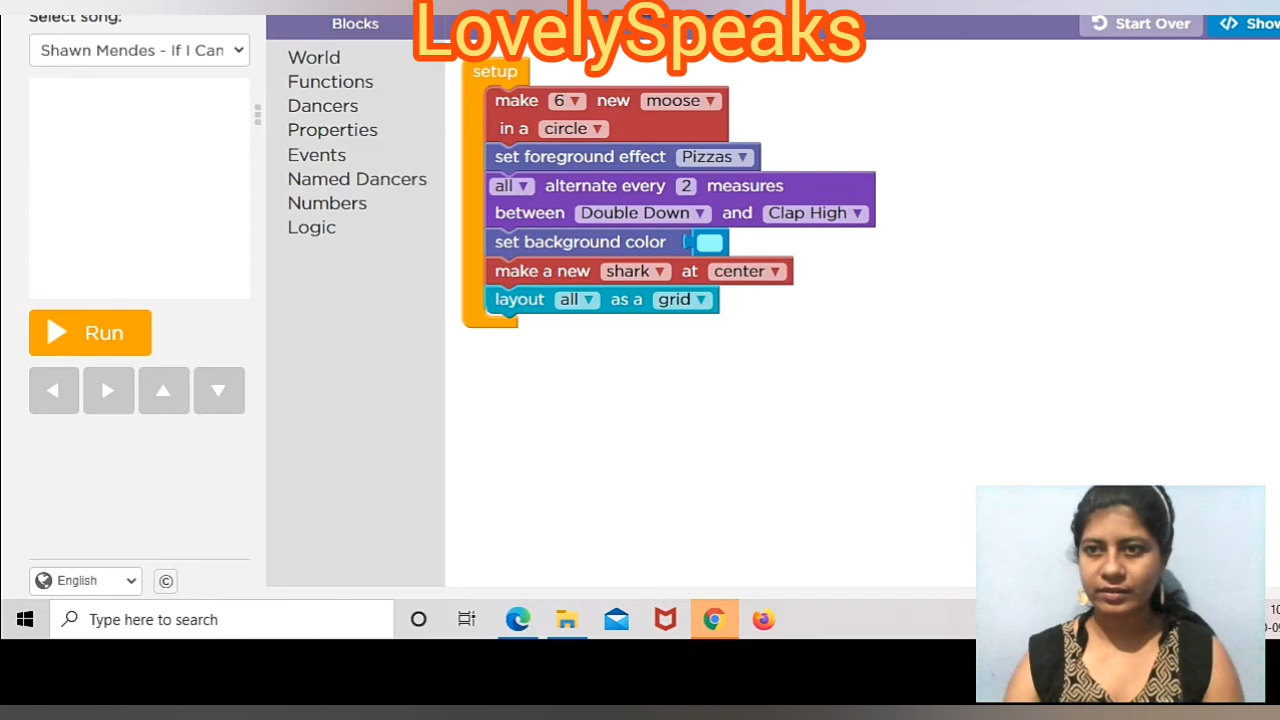 LovelySpeaks
Select song:
Shawn Mendes - If I Can
Run
English
©
Blocks
World
Functions
Dancers
Properties
Events
Named Dancers
Numbers
Logic
Start Over
</> Show
setup
make 6 new moose
in a circle
set foreground effect Pizzas
all alternate every 2 measures
between Double Down and Clap High
set background color
make a new shark at center
layout all as a grid
Type here to search